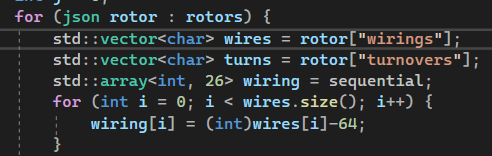 for (json rotor : rotors) {
std::vector<char> wires = rotor["wirings"];
std::vector<char> turns = rotor["turnovers"];
std::array<int, 26> wiring = sequential;
for (int i = 0; i < wires.size(); i++) {
wiring[i] = (int)wires[i]-64;
}